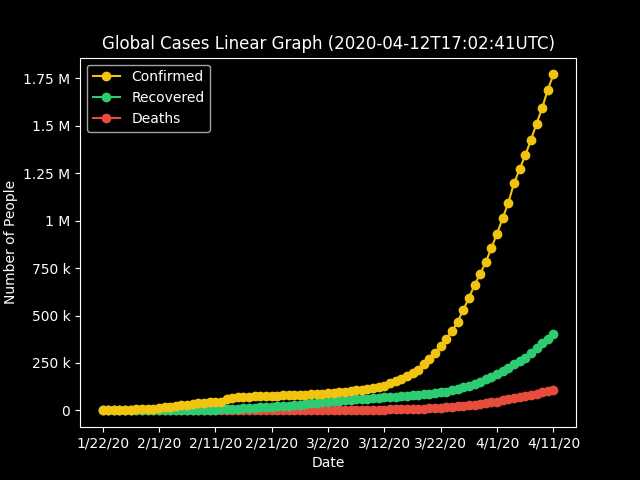 Global Cases Linear Graph (2020-04-12T17:02:41UTC)
Confirmed
Recovered
Deaths
1.75 M
1.5 M
1.25 M
1 M
750 k
500 k
250 k
0
Number of People
1/22/20 2/1/20 2/11/20 2/21/20 3/2/20 3/12/20 3/22/20 4/1/20 4/11/20
Date